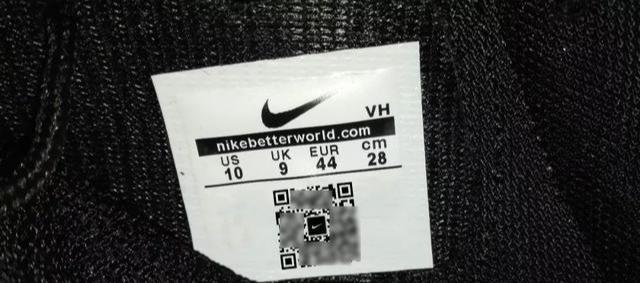 VH
nikebetterworld.com
US UK EUR cm
10 9 44 28